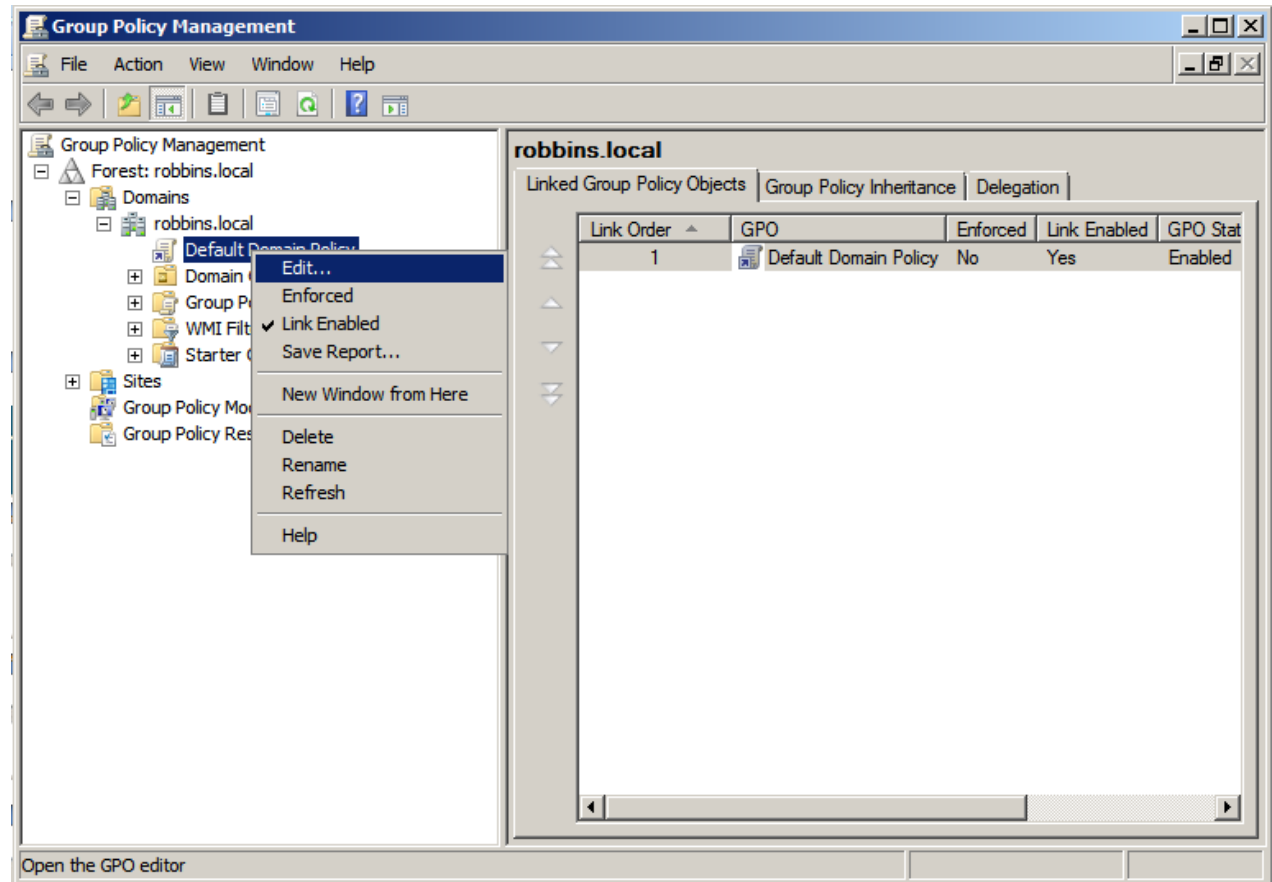 Group Policy Management
File Action View Window Help
Group Policy Management
Forest: robbins.local
Domains
robbins.local
Default Domain Policy
Domain
Group P
WMI Filt
Starter
Sites
Group Policy Mo
Group Policy Res
Edit...
Enforced
Link Enabled
Save Report...
New Window from Here
Delete
Rename
Refresh
Help
robbins.local
Linked Group Policy Objects Group Policy Inheritance Delegation
Link Order GPO Enforced Link Enabled GPO Stat
1 Default Domain Policy No Yes Enabled
Open the GPO editor